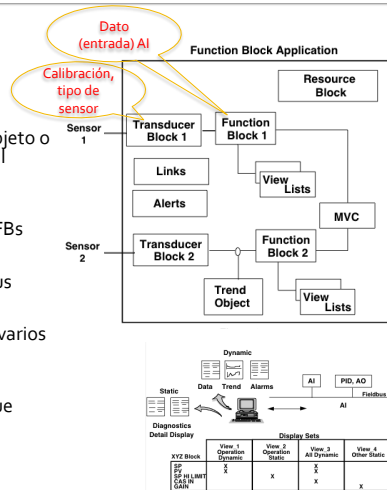 Dato
(entrada) AI
Function Block Application
Calibración,
tipo de
sensor
Resource
Block
jeto o
l
Sensor
1
Transducer
Block 1
Function
Block 1
Links
View
Lists
Alerts
MVC
FBs
Sensor
2
Transducer
Block 2
Function
Block 2
us
Trend
Object
View
Lists
varios
ue
Dynamic
Static
Data Trend Alarms
AI
PID, AO
Fieldbus
AI
Diagnostics
Detail Display
Display Sets
XYZ Block
View_1
Operation
Dynamic
View_2
Operation
Static
View_3
All Dynamic
View_4
Other Static
SP X X
PV X X
SP HI LIMIT X
CAS IN X
GAIN X